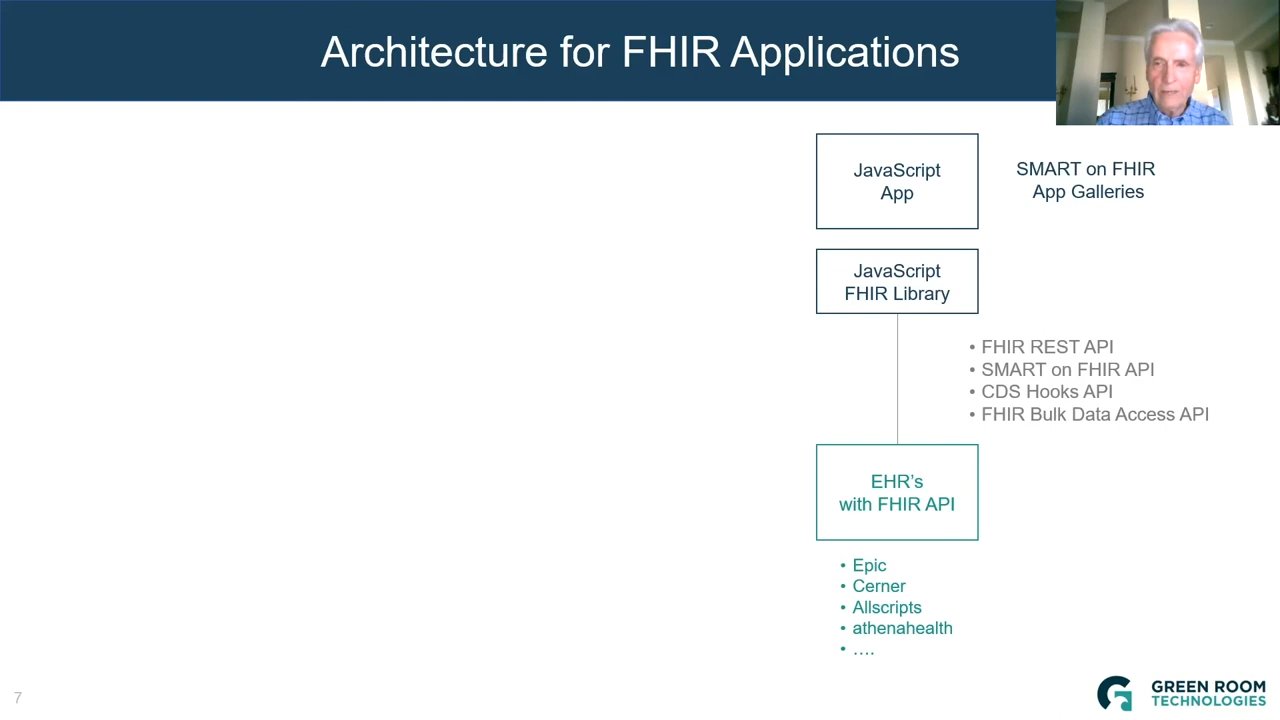 Architecture for FHIR Applications
JavaScript
App
SMART on FHIR
App Galleries
JavaScript
FHIR Library
• FHIR REST API
• SMART on FHIR API
• CDS Hooks API
• FHIR Bulk Data Access API
EHR's
with FHIR API
• Epic
• Cerner
• Allscripts
• athenahealth
• ....
7
GREEN ROOM
TECHNOLOGIES